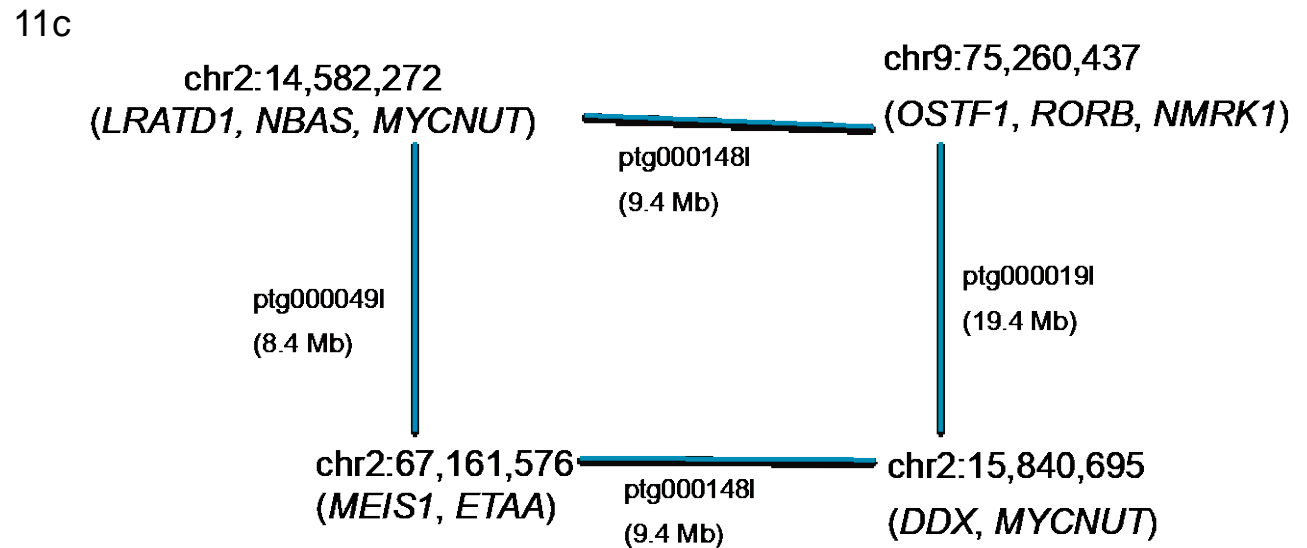 11c
chr2:14,582,272
(LRATD1, NBAS, MYCNUT)
chr9:75,260,437
(OSTF1, RORB, NMRK1)
ptg000148l
(9.4 Mb)
ptg000049l
(8.4 Mb)
ptg000019l
(19.4 Mb)
chr2:67,161,576
(MEIS1, ETAA)
ptg000148l
(9.4 Mb)
chr2:15,840,695
(DDX, MYCNUT)